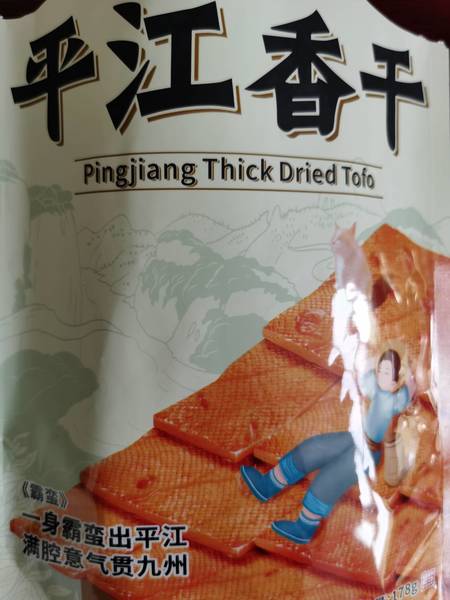 平江香干
Pingjiang Thick Dried Tofo
《霸蛮》
一身霸蛮出平江
满腔意气贯九州
178g